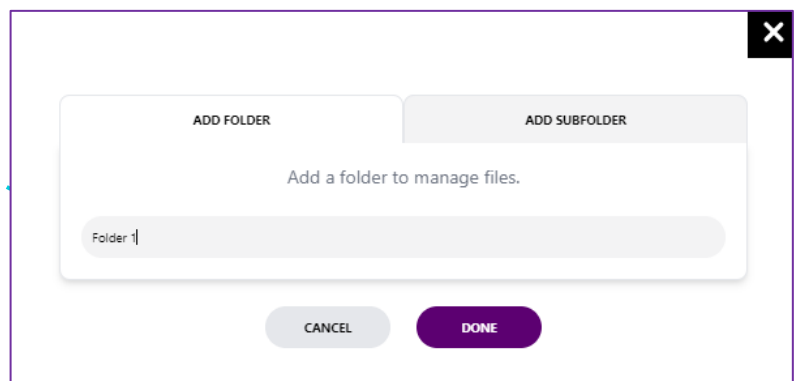 ADD FOLDER
ADD SUBFOLDER
Add a folder to manage files.
Folder 1
CANCEL
DONE